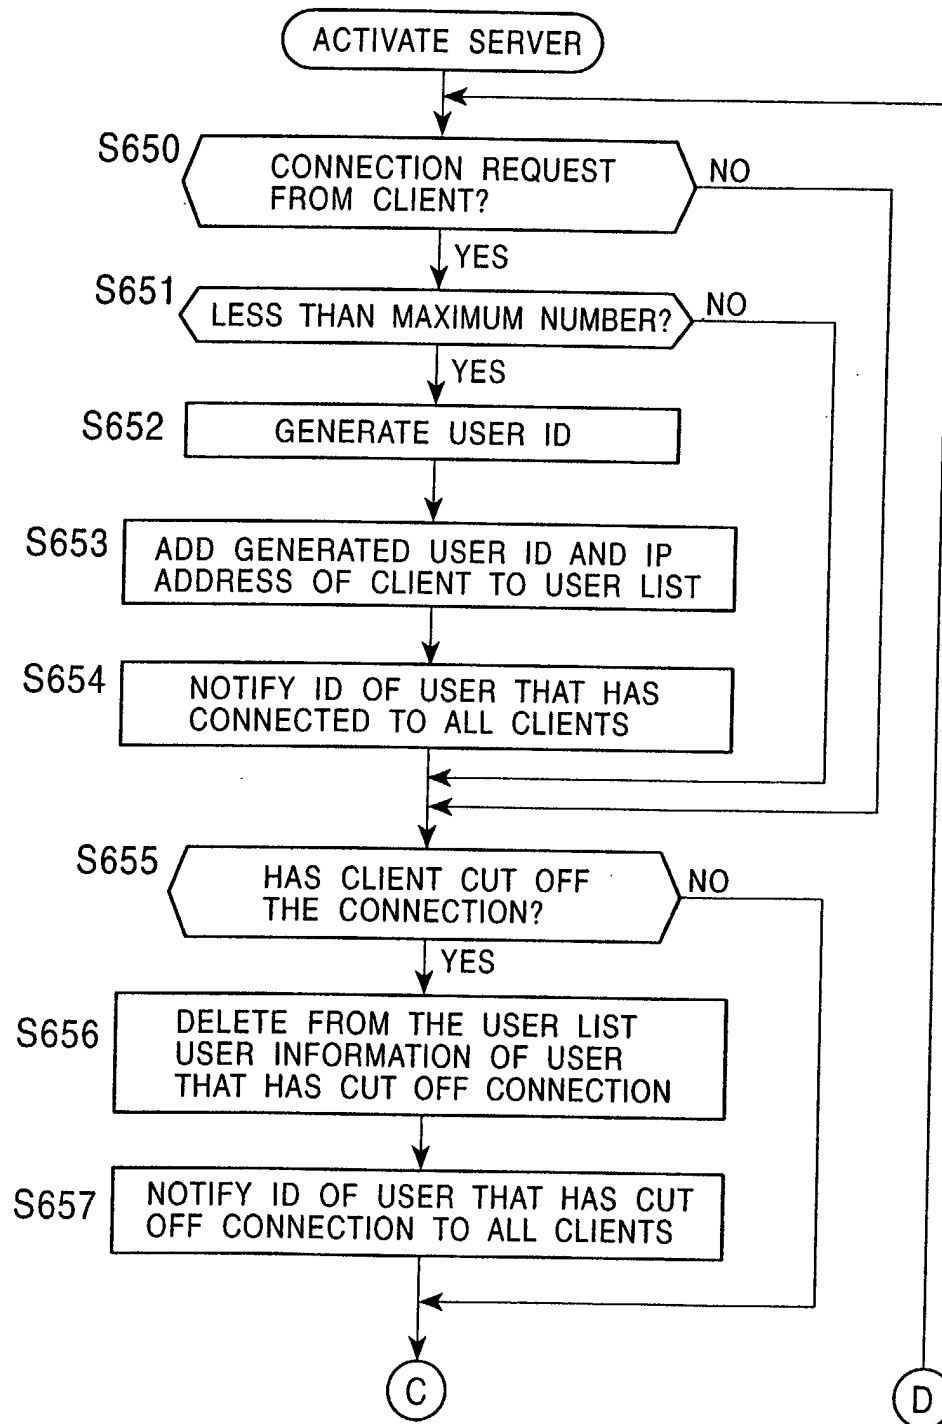 ACTIVATE SERVER
S650
CONNECTION REQUEST
FROM CLIENT?
NO
YES
S651
LESS THAN MAXIMUM NUMBER?
NO
YES
S652
GENERATE USER ID
S653
ADD GENERATED USER ID AND IP
ADDRESS OF CLIENT TO USER LIST
S654
NOTIFY ID OF USER THAT HAS
CONNECTED TO ALL CLIENTS
S655
HAS CLIENT CUT OFF
THE CONNECTION?
NO
YES
S656
DELETE FROM THE USER LIST
USER INFORMATION OF USER
THAT HAS CUT OFF CONNECTION
S657
NOTIFY ID OF USER THAT HAS CUT
OFF CONNECTION TO ALL CLIENTS
C
D